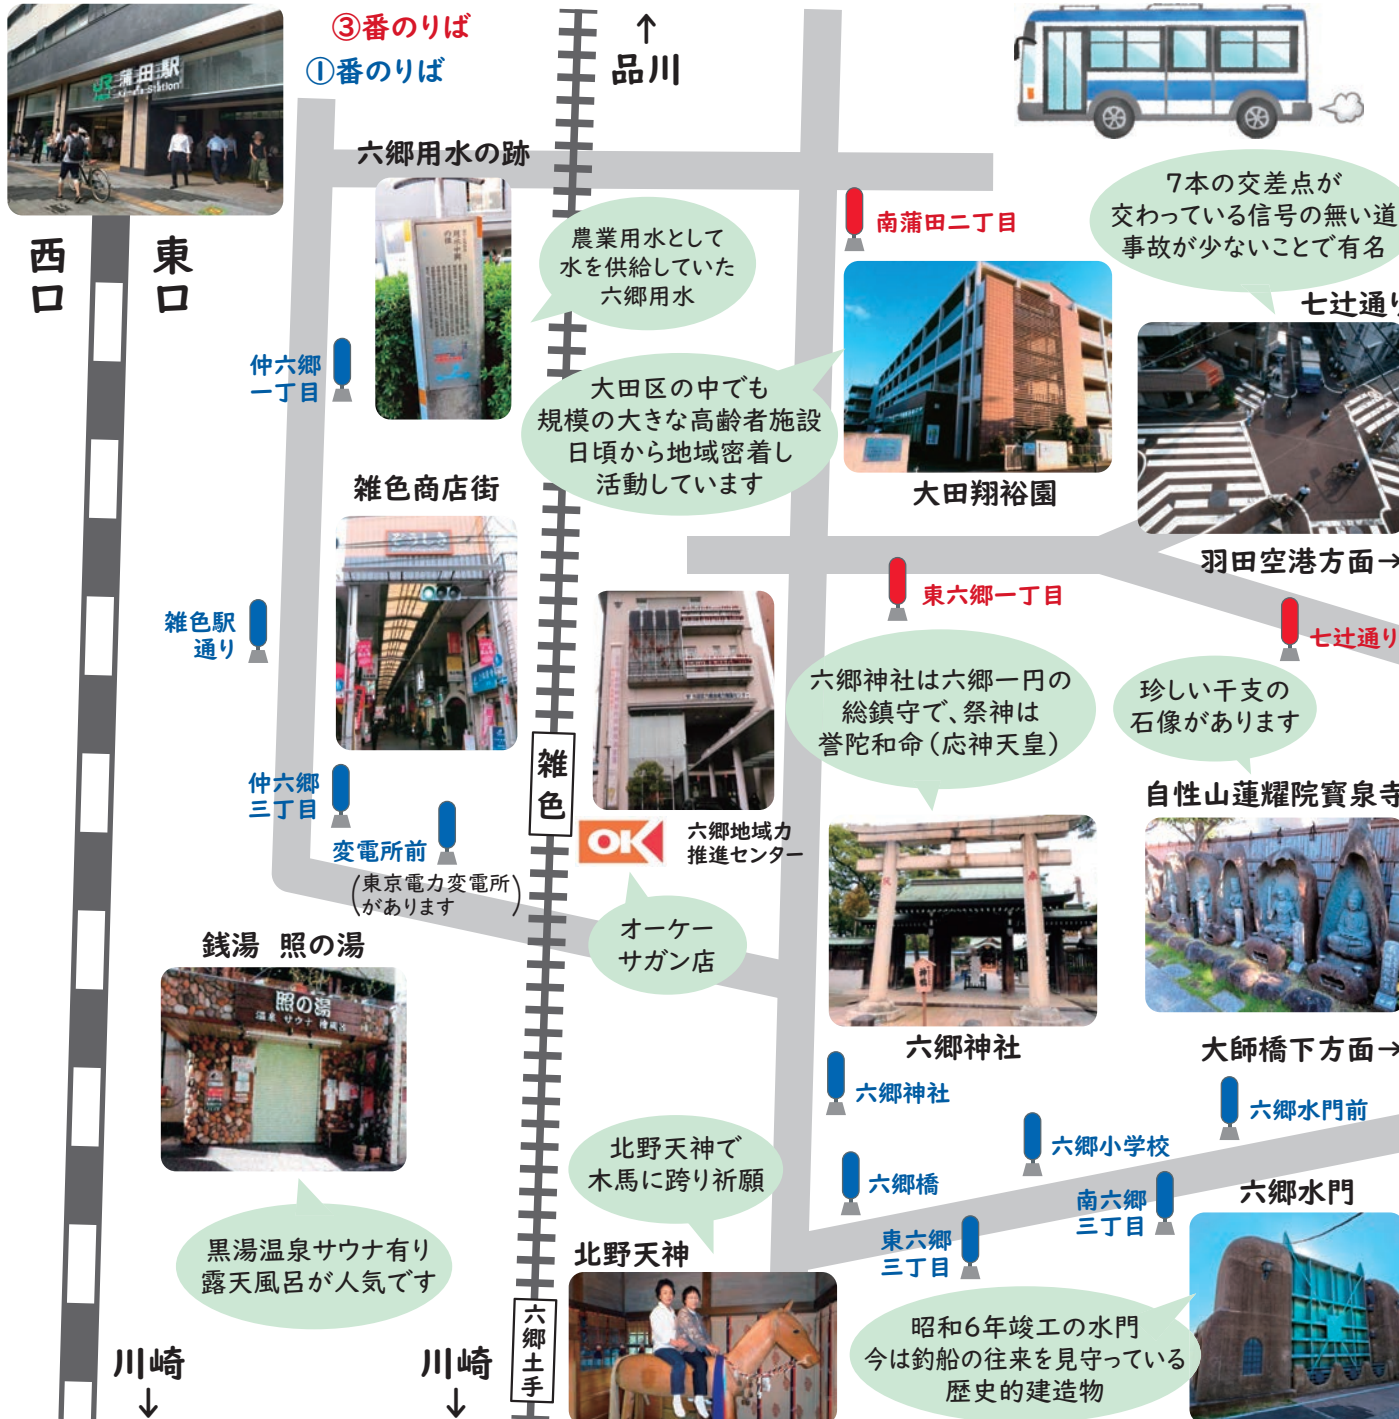 ③番のりば
①番のりば
↑
品川
JR 蒲田駅
Station
西口
東口
六郷用水の跡
農業用水として
水を供給していた
六郷用水
南蒲田二丁目
7本の交差点が
交わっている信号の無い道
事故が少ないことで有名
七辻通り
仲六郷
一丁目
大田区の中でも
規模の大きな高齢者施設
日頃から地域密着し
活動しています
大田翔裕園
雑色商店街
ぞうしき
羽田空港方面→
東六郷一丁目
七辻通り
雑色駅
通り
六郷神社は六郷一円の
総鎮守で、祭神は
誉陀和命(応神天皇)
珍しい干支の
石像があります
雑色
仲六郷
三丁目
変電所前
(東京電力変電所
があります)
OK
六郷地域力
推進センター
自性山蓮耀院寳泉寺
オーケー
サガン店
銭湯 照の湯
照の湯
温泉 サウナ
六郷神社
大師橋下方面→
六郷神社
六郷水門前
六郷小学校
北野天神で
木馬に跨り祈願
六郷橋
南六郷
三丁目
六郷水門
東六郷
三丁目
黒湯温泉サウナ有り
露天風呂が人気です
北野天神
六郷土手
昭和6年竣工の水門
今は釣船の往来を見守っている
歴史的建造物
川崎
↓
川崎
↓